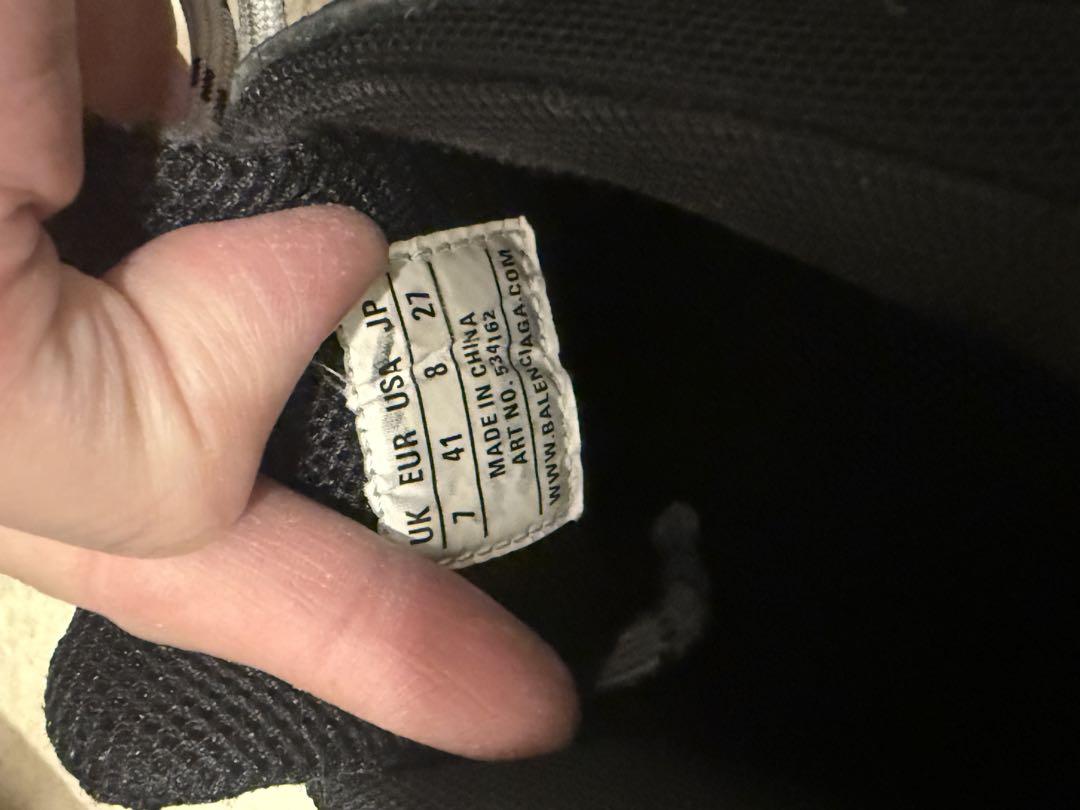 UK EUR USA JP
7 41 8 27
MADE IN CHINA
ART NO. 534162
WWW.BALENCIAGA.COM